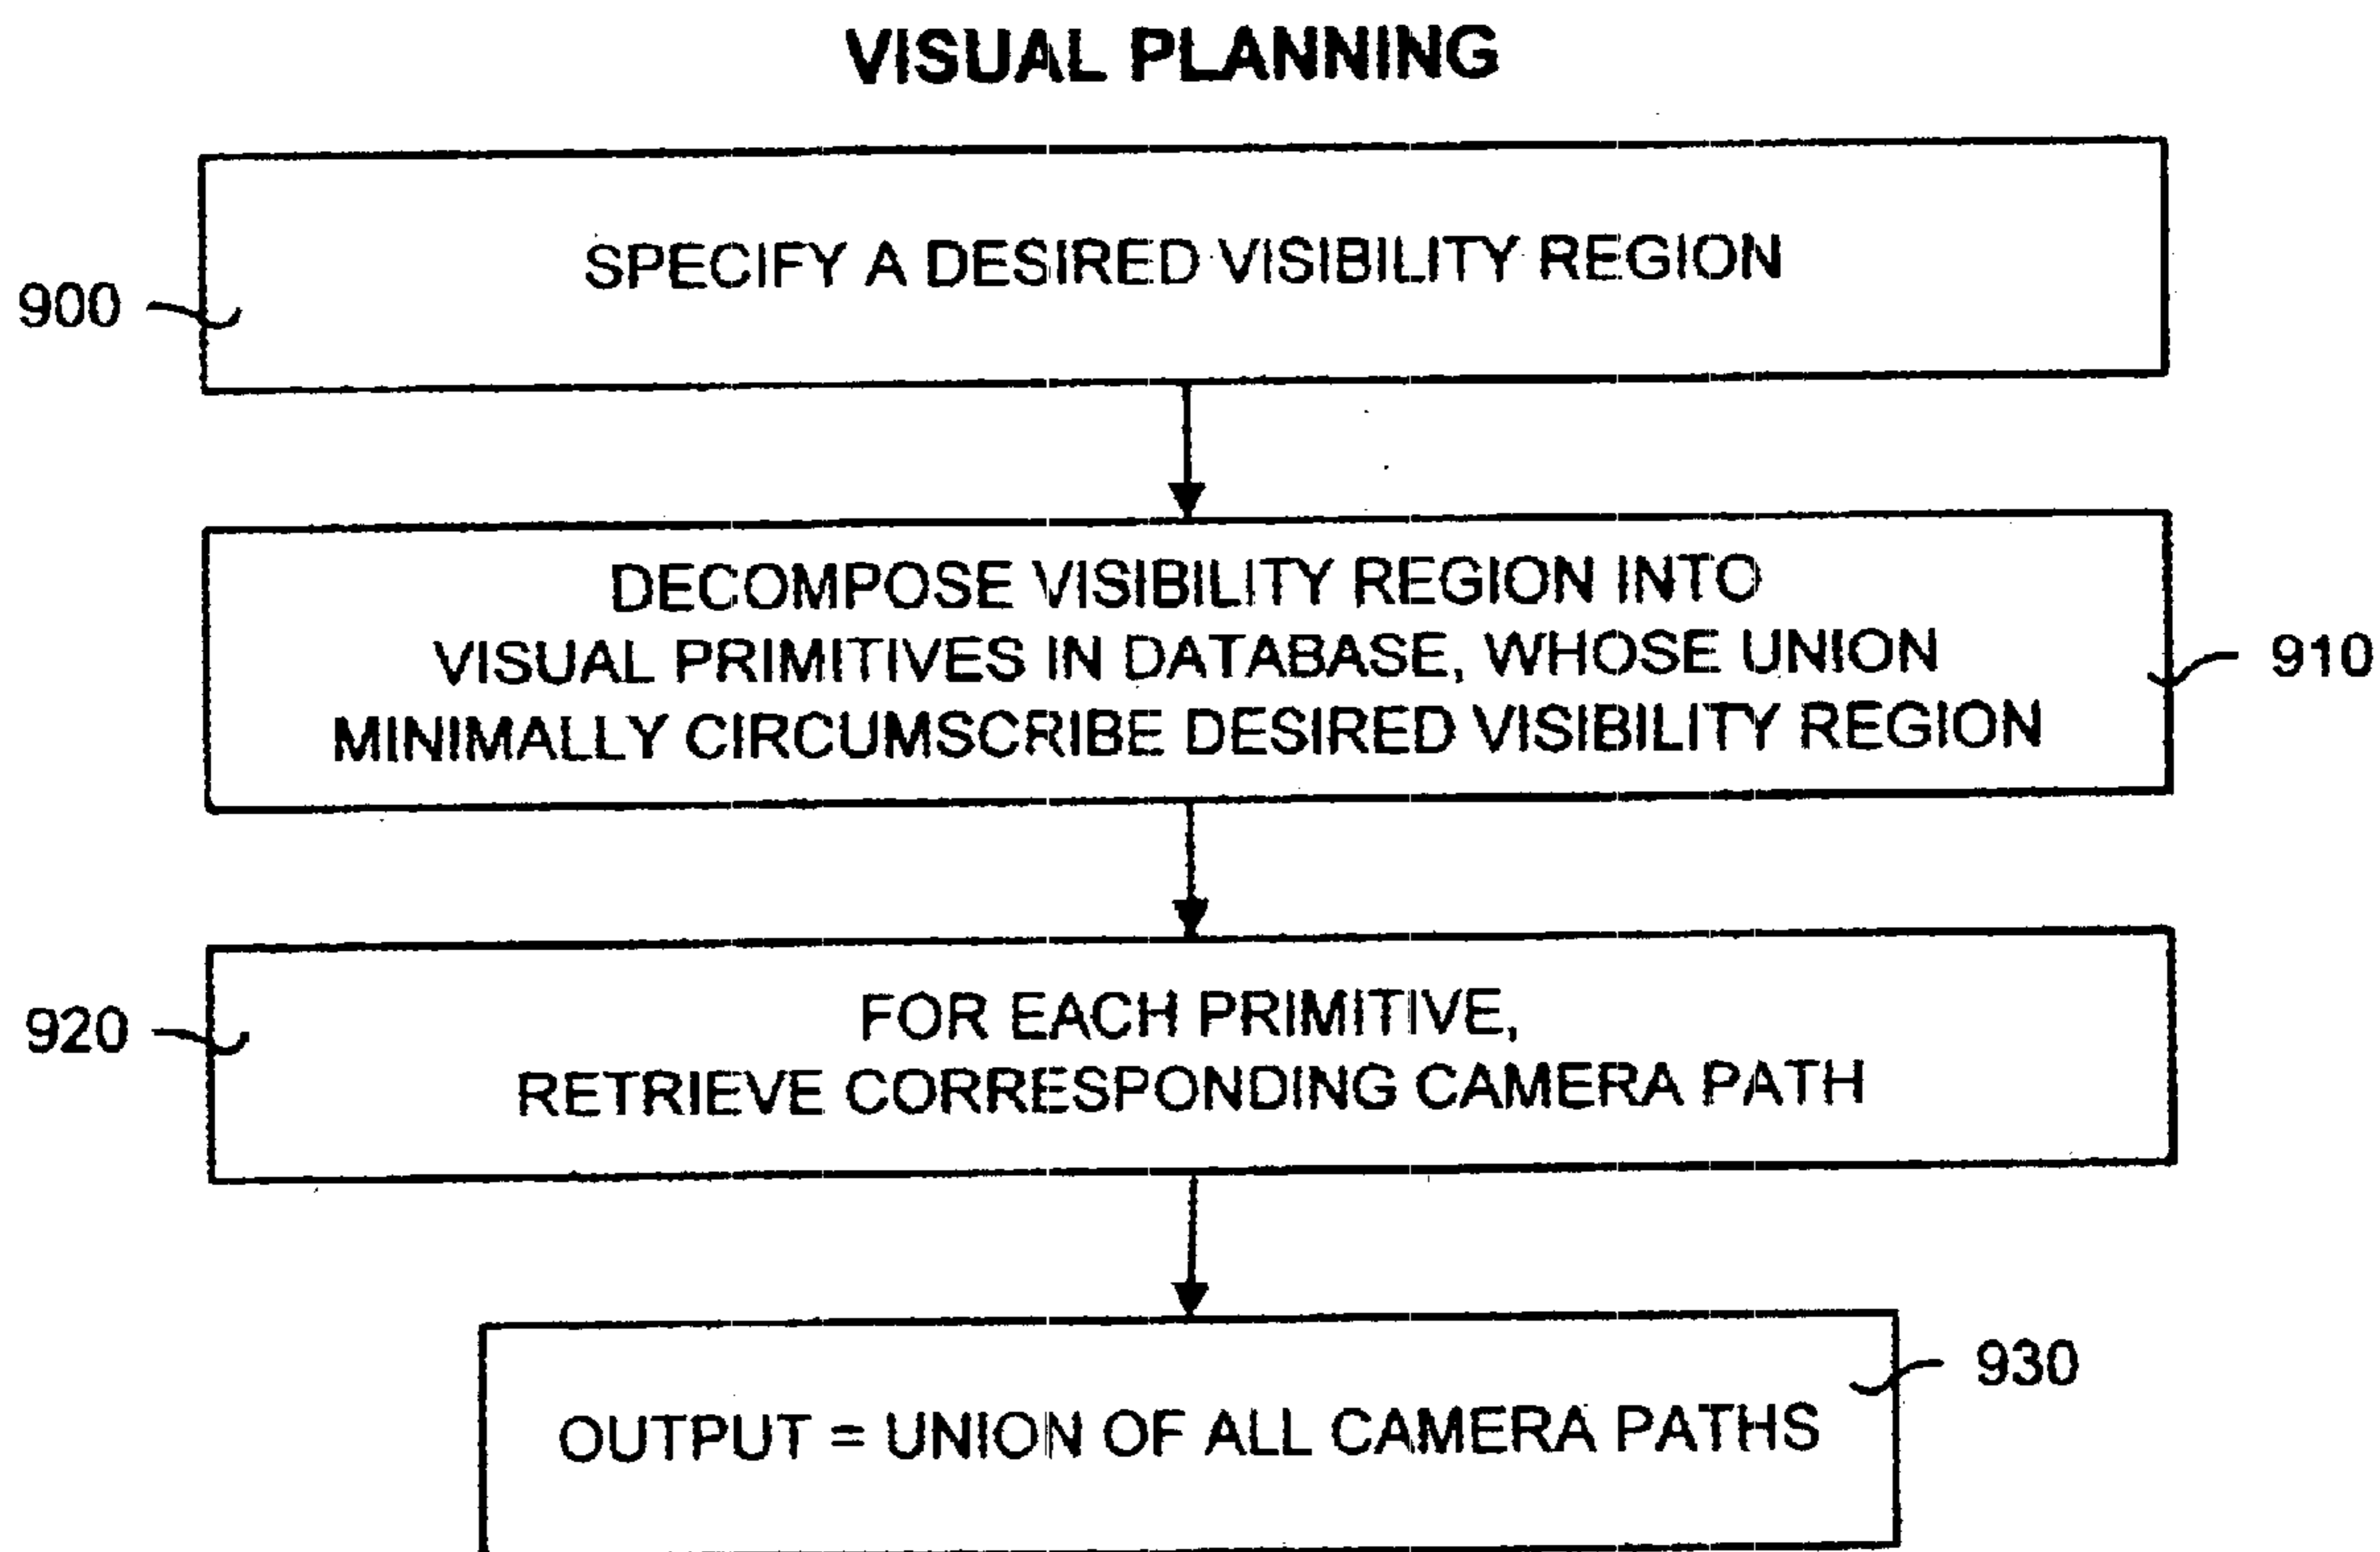 VISUAL PLANNING
SPECIFY A DESIRED VISIBILITY REGION
900
DECOMPOSE VISIBILITY REGION INTO
VISUAL PRIMITIVES IN DATABASE, WHOSE UNION
MINIMALLY CIRCUMSCRIBE DESIRED VISIBILITY REGION
910
FOR EACH PRIMITIVE,
RETRIEVE CORRESPONDING CAMERA PATH
920
OUTPUT = UNION OF ALL CAMERA PATHS
930